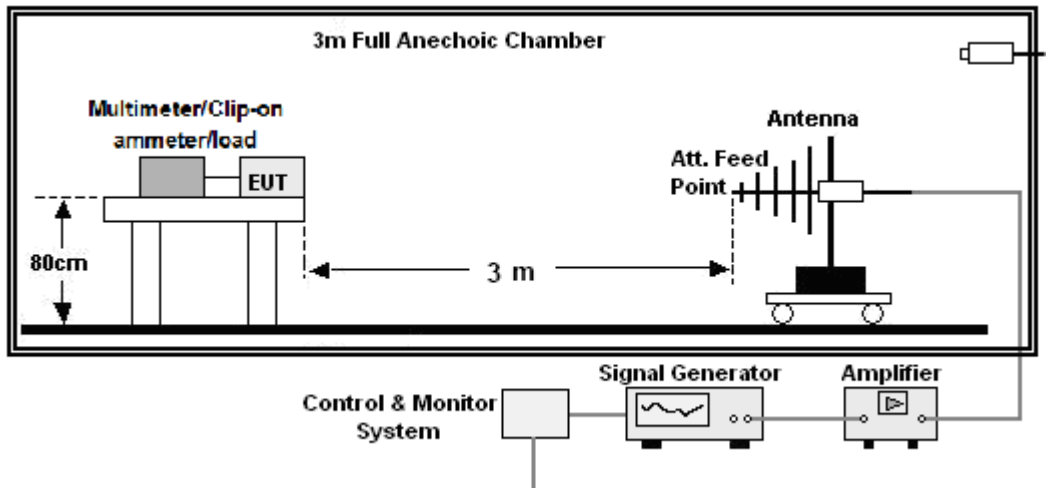 3m Full Anechoic Chamber
Multimeter/Clip-on
ammeter/load
EUT
80cm
3 m
Antenna
Att. Feed
Point
Control & Monitor
System
Signal Generator
Amplifier